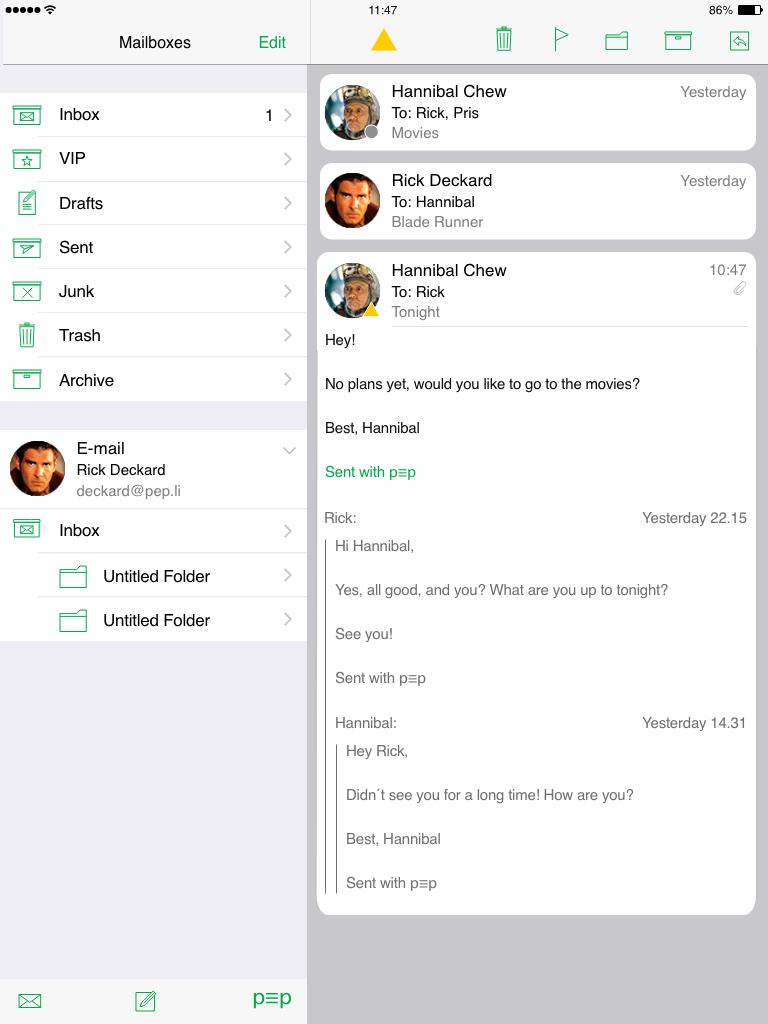 11:47
86%
Mailboxes
Edit
Inbox 1
VIP
Drafts
Sent
Junk
Trash
Archive
E-mail
Rick Deckard
deckard@pep.li
Inbox
Untitled Folder
Untitled Folder
p≡p
Hannibal Chew Yesterday
To: Rick, Pris
Movies
Rick Deckard Yesterday
To: Hannibal
Blade Runner
Hannibal Chew 10:47
To: Rick
Tonight
Hey!
No plans yet, would you like to go to the movies?
Best, Hannibal
Sent with p≡p
Rick: Yesterday 22.15
Hi Hannibal,
Yes, all good, and you? What are you up to tonight?
See you!
Sent with p≡p
Hannibal: Yesterday 14.31
Hey Rick,
Didn´t see you for a long time! How are you?
Best, Hannibal
Sent with p≡p